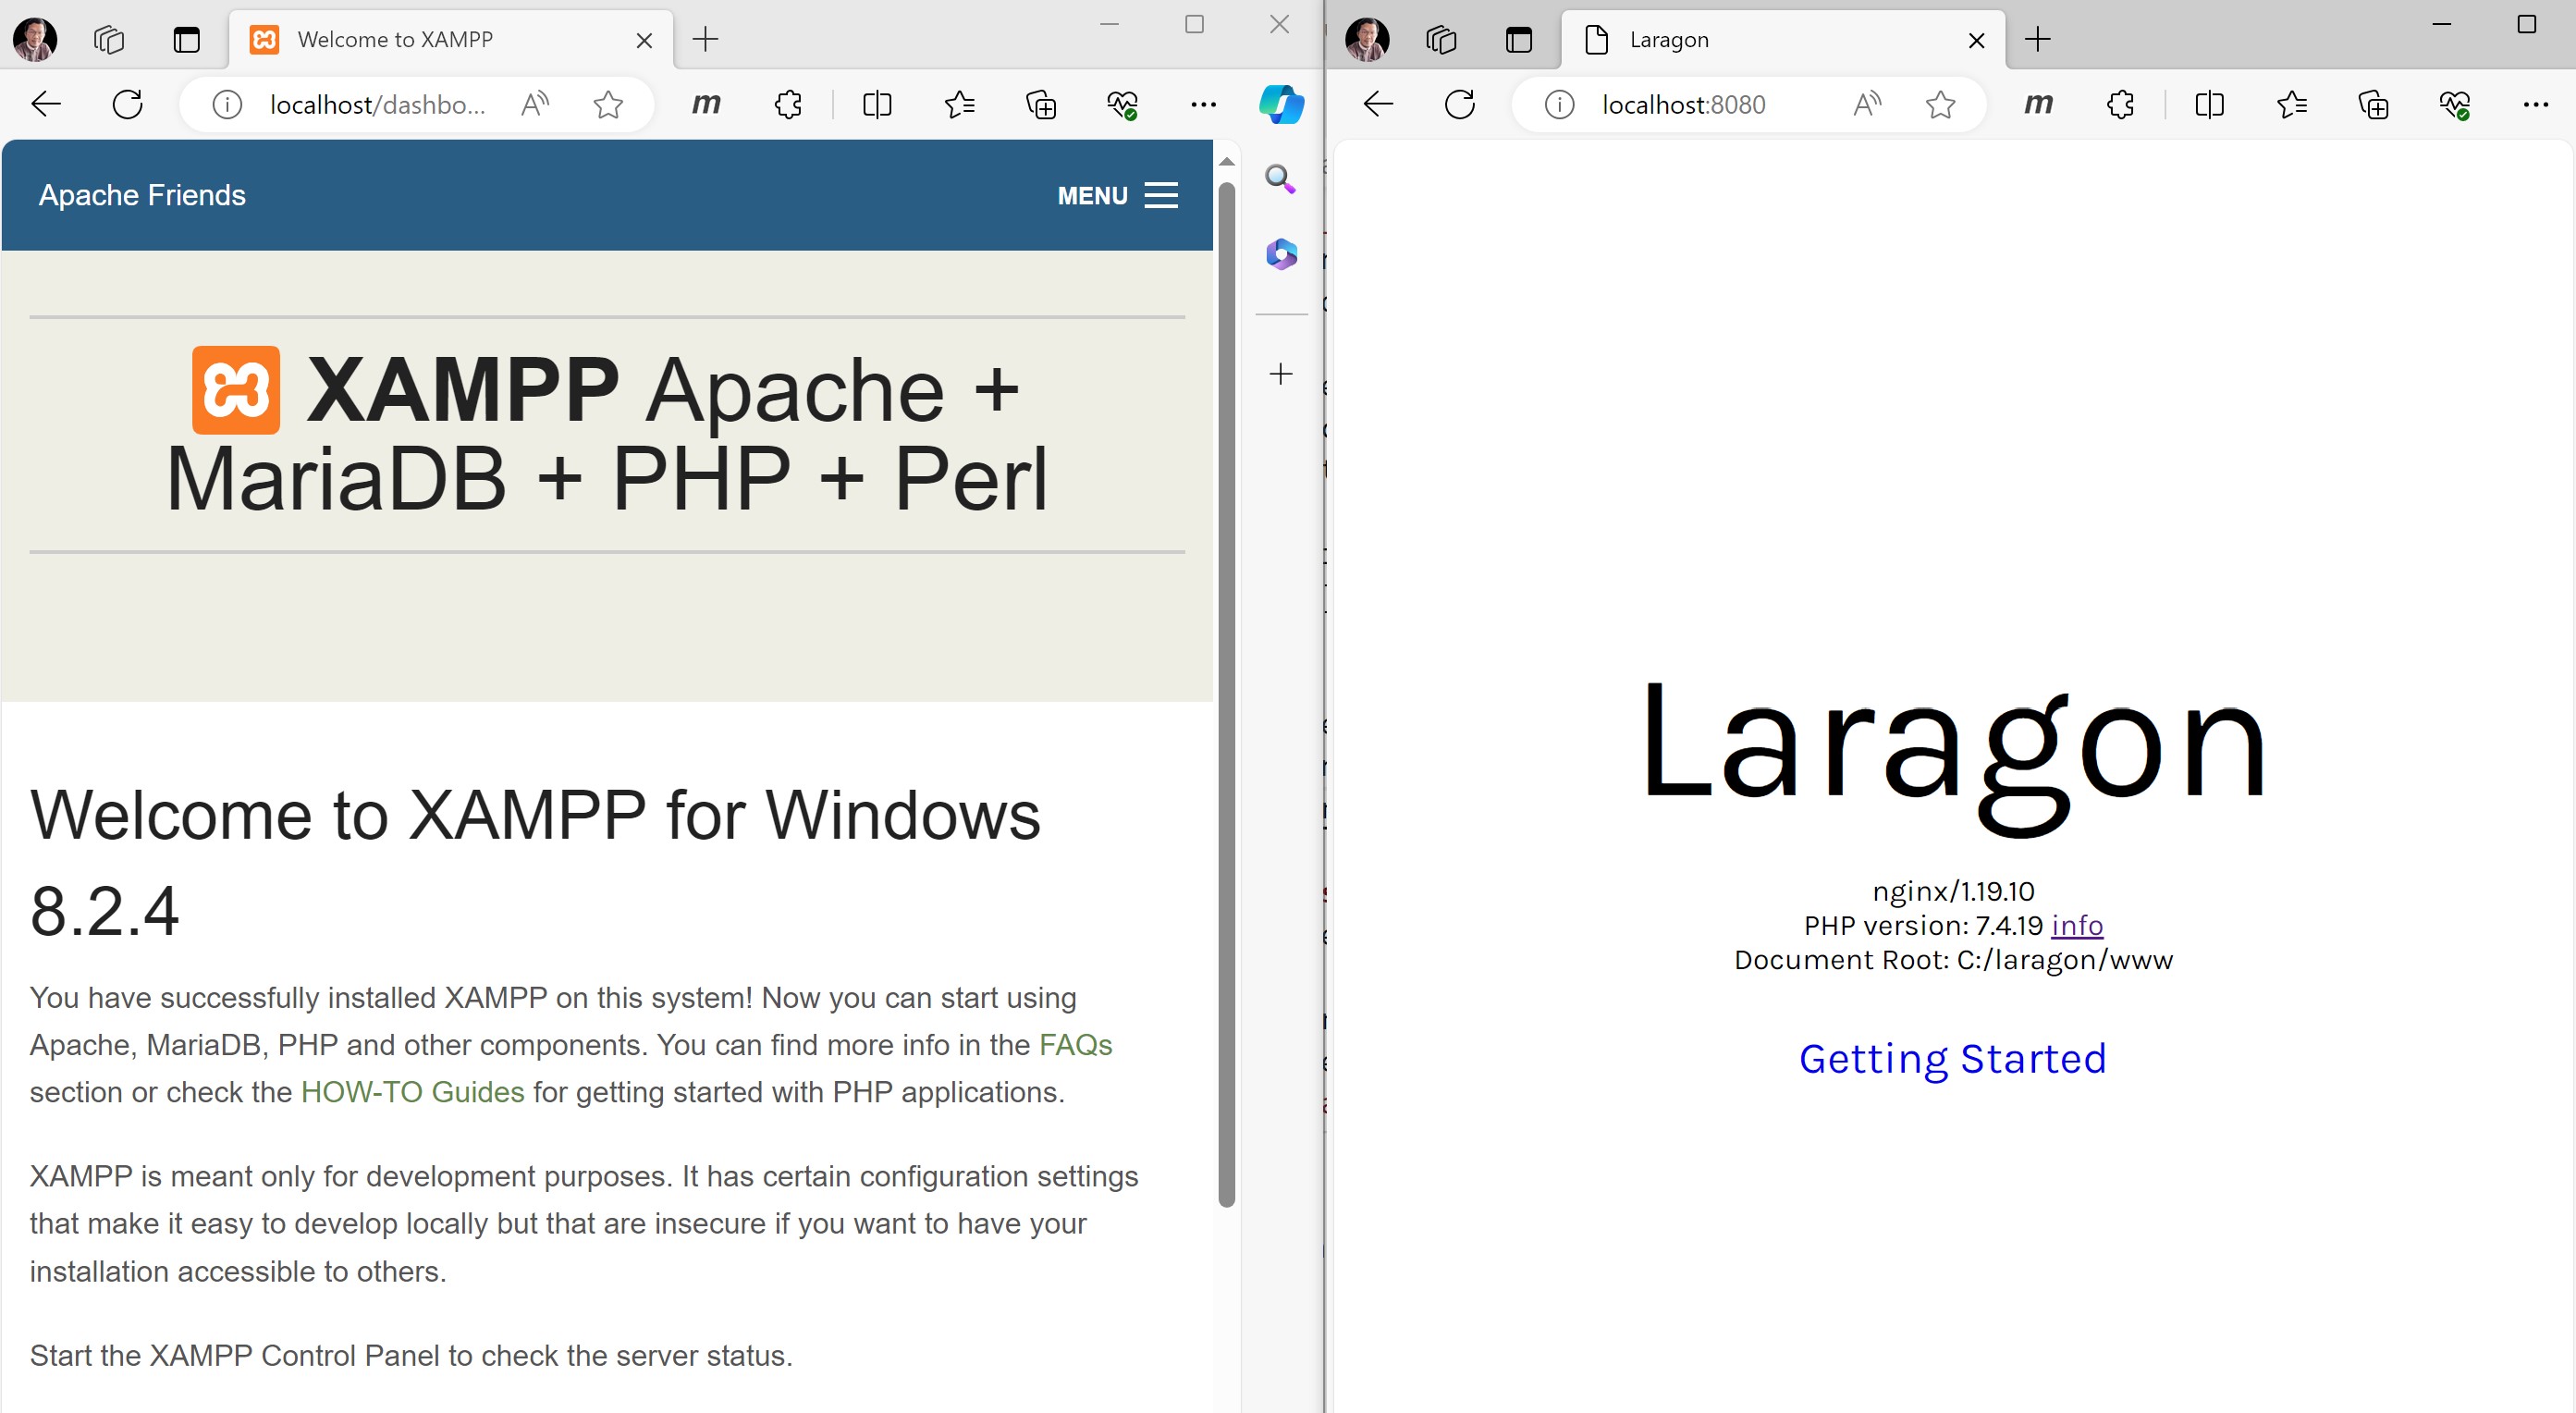 Welcome to XAMPP
localhost/dashbo...
Apache Friends
MENU
XAMPP Apache +
MariaDB + PHP + Perl
Welcome to XAMPP for Windows
8.2.4
You have successfully installed XAMPP on this system! Now you can start using
Apache, MariaDB, PHP and other components. You can find more info in the FAQs
section or check the HOW-TO Guides for getting started with PHP applications.
XAMPP is meant only for development purposes. It has certain configuration settings
that make it easy to develop locally but that are insecure if you want to have your
installation accessible to others.
Start the XAMPP Control Panel to check the server status.
Laragon
localhost:8080
Laragon
nginx/1.19.10
PHP version: 7.4.19 info
Document Root: C:/laragon/www
Getting Started